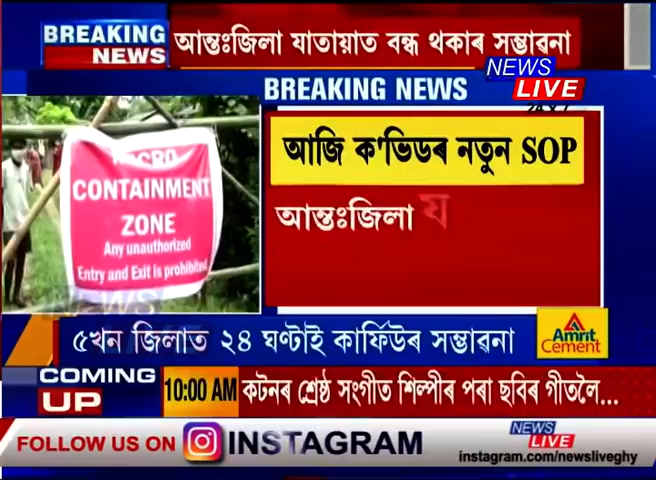 BREAKING
NEWS
আন্তঃজিলা যাতায়াত বন্ধ থকাৰ সম্ভাৱনা
NEWS
LIVE
24 X 7
BREAKING NEWS
CONTAINMENT
ZONE
Any unauthorized
Entry and Exit is prohibited
আজি ক'ভিডৰ নতুন SOP
আন্তঃজিলা য
৫খন জিলাত ২৪ ঘণ্টাই কাৰ্ফিউৰ সম্ভাৱনা
Amrit
Cement
COMING
UP
10:00 AM
কটনৰ শ্ৰেষ্ঠ সংগীত শিল্পীৰ পৰা ছবিৰ গীতলৈ...
FOLLOW US ON INSTAGRAM
NEWS
LIVE
instagram.com/newsliveghy